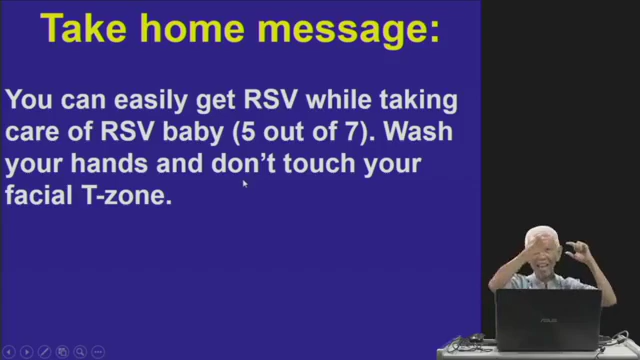 Take home message:
You can easily get RSV while taking
care of RSV baby (5 out of 7). Wash
your hands and don’t touch your
facial T-zone.
ASUS